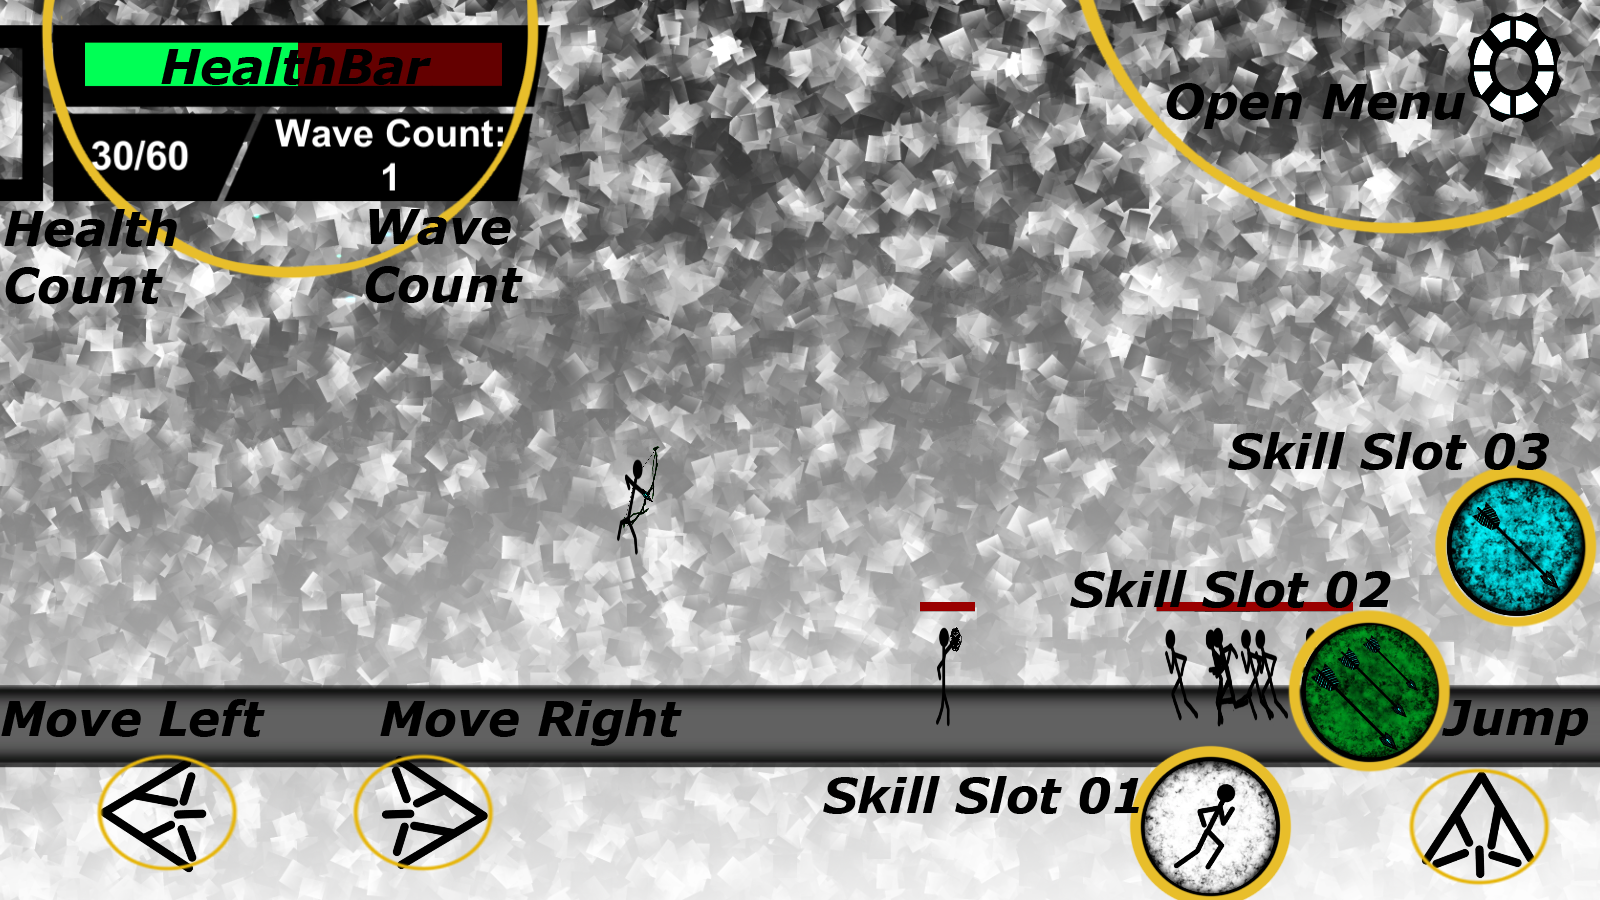 HealthBar
Open Menu
30/60
Wave Count:
1
Health
Count
Wave
Count
Skill Slot 03
Skill Slot 02
Move Left
Move Right
Jump
Skill Slot 01